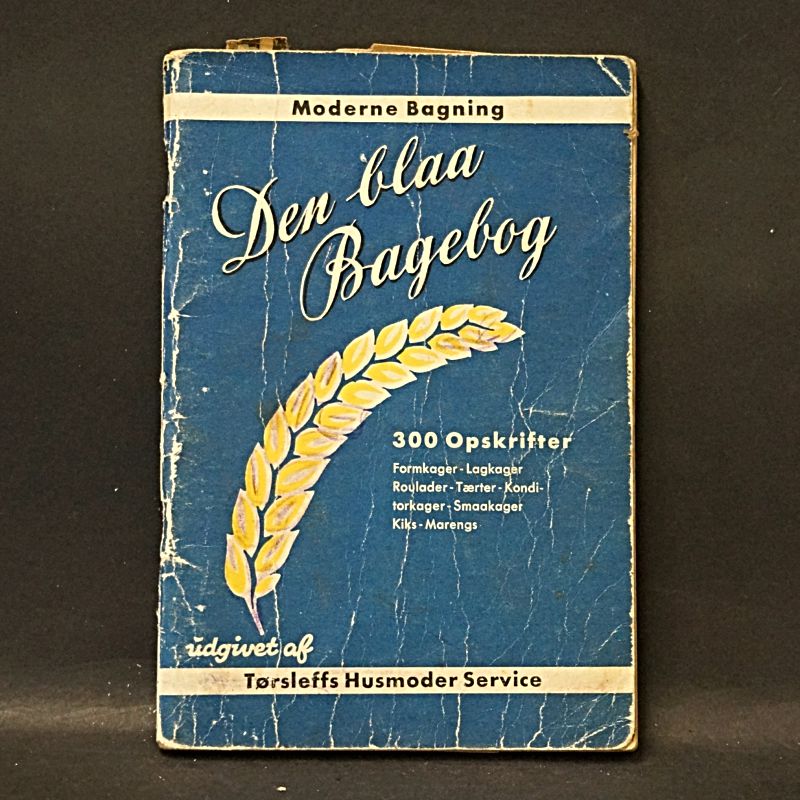 Moderne Bagning
Den blaa
Bagebog
300 Opskrifter
Formkager - Lagkager
Roulader - Tærter - Kondi-
torkager - Smaakager
Kiks - Marengs
udgivet af
Tørsleffs Husmoder Service